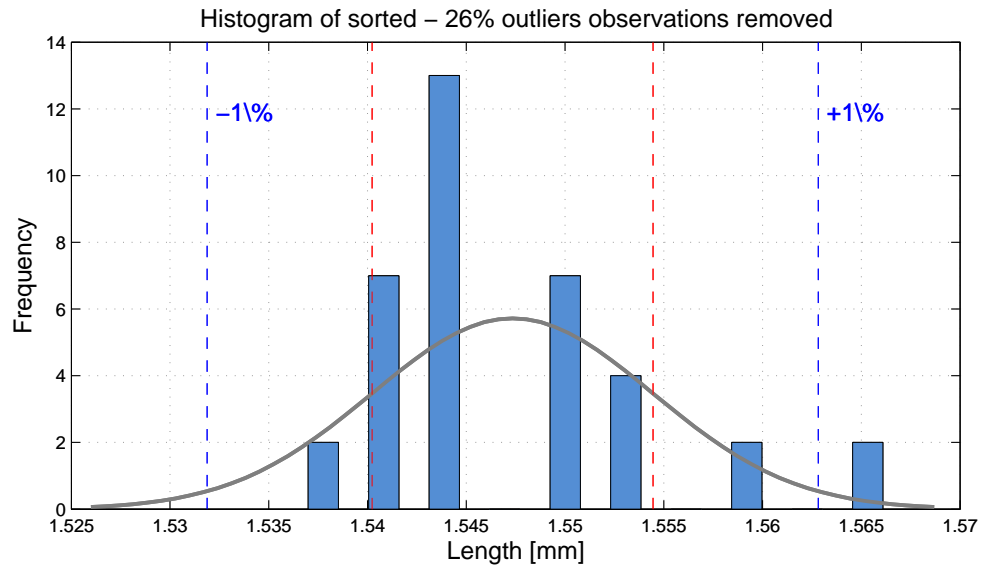 Histogram of sorted − 26% outliers observations removed
14
12
10
8
6
4
2
0
Frequency
−1\%
+1\%
1.525 1.53 1.535 1.54 1.545 1.55 1.555 1.56 1.565 1.57
Length [mm]